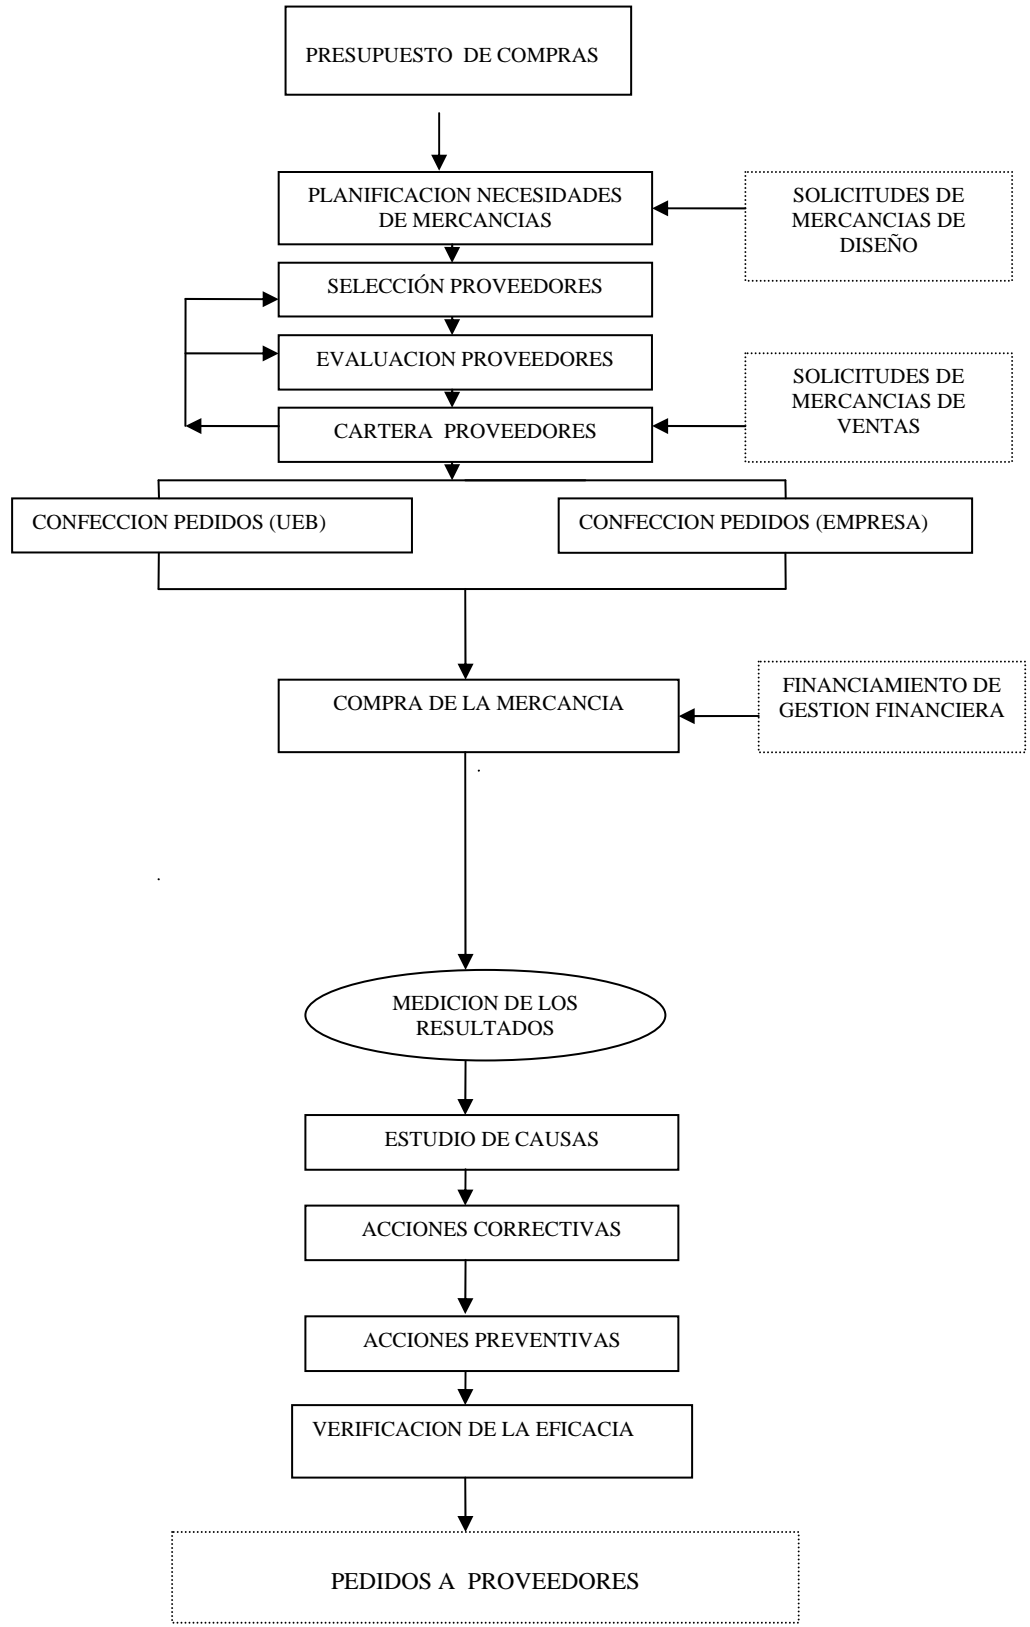 PRESUPUESTO DE COMPRAS
PLANIFICACION NECESIDADES
DE MERCANCIAS
SOLICITUDES DE
MERCANCIAS DE
DISEÑO
SELECCIÓN PROVEEDORES
EVALUACION PROVEEDORES
SOLICITUDES DE
MERCANCIAS DE
VENTAS
CARTERA PROVEEDORES
CONFECCION PEDIDOS (UEB)
CONFECCION PEDIDOS (EMPRESA)
COMPRA DE LA MERCANCIA
FINANCIAMIENTO DE
GESTION FINANCIERA
MEDICION DE LOS
RESULTADOS
ESTUDIO DE CAUSAS
ACCIONES CORRECTIVAS
ACCIONES PREVENTIVAS
VERIFICACION DE LA EFICACIA
PEDIDOS A PROVEEDORES